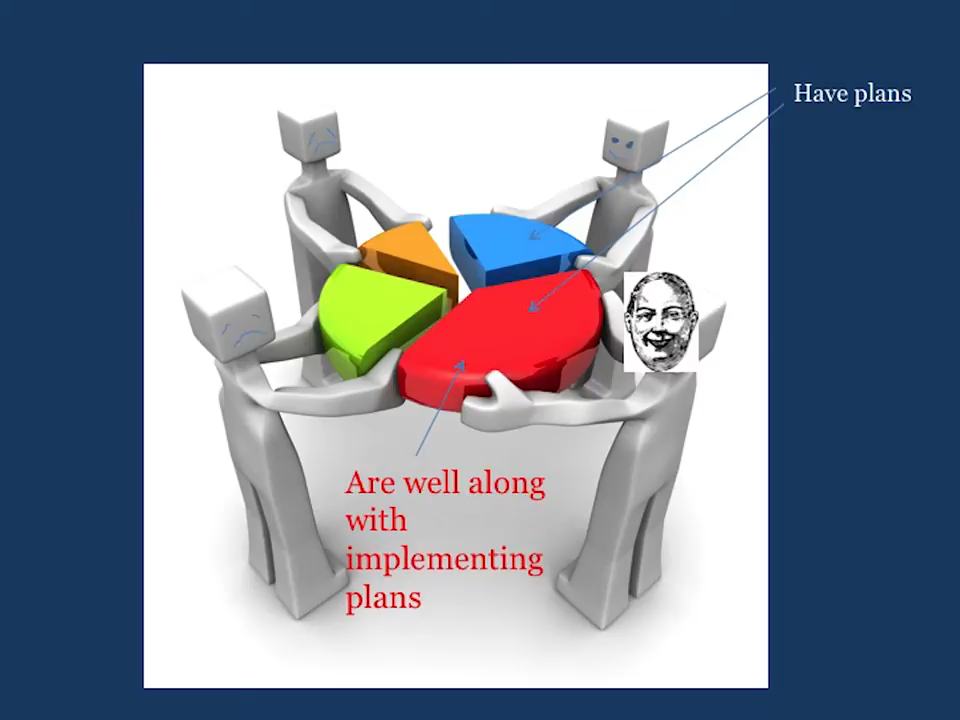 Have plans
Are well along
with
implementing
plans